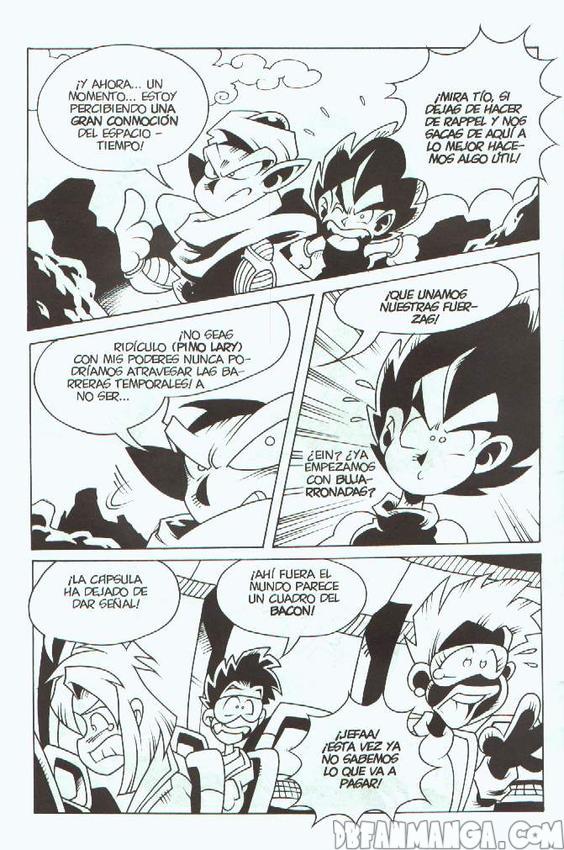 ¡Y AHORA... UN
MOMENTO... ESTOY
PERCIBIENDO UNA
GRAN CONMOCIÓN
DEL ESPACIO -
TIEMPO!
¡MIRA TÍO, SI
DEJAS DE HACER
DE RAPPEL Y NOS
SACAS DE AQUÍ A
LO MEJOR HACE-
MOS ALGO ÚTIL!
¡NO SEAS
RIDÍCULO (PIMO LARY)
CON MIS PODERES NUNCA PO-
DRÍAMOS ATRAVESAR LAS BA-
RRERAS TEMPORALES! A
NO SER...
¡QUE UNAMOS
NUESTRAS FUER-
ZAS!
¿EIN? ¿YA
EMPEZAMOS
CON BUJA-
RRONADAS?
¡LA CÁPSULA
HA DEJADO DE
DAR SEÑAL!
¡AHÍ FUERA EL
MUNDO PARECE
UN CUADRO DEL
BACON!
¡JEFAA!
¡ESTA VEZ YA
NO SABEMOS
LO QUE VA A
PASAR!
DBFANMANGA.COM